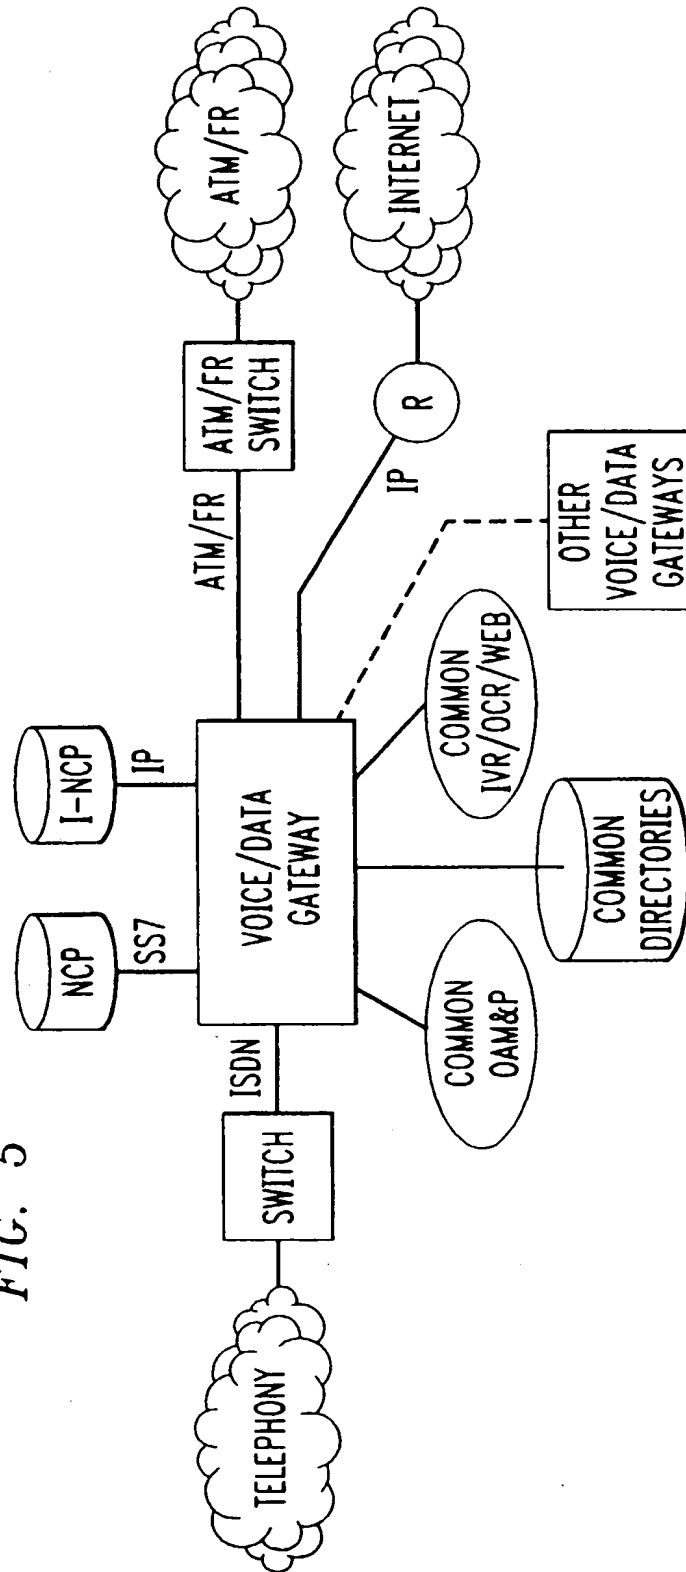 FIG. 5
NCP
I-NCP
SS7
IP
TELEPHONY
SWITCH
ISDN
VOICE/DATA
GATEWAY
ATM/FR
ATM/FR
SWITCH
ATM/FR
IP
R
INTERNET
COMMON
OAM&P
COMMON
DIRECTORIES
COMMON
IVR/OCR/WEB
OTHER
VOICE/DATA
GATEWAYS